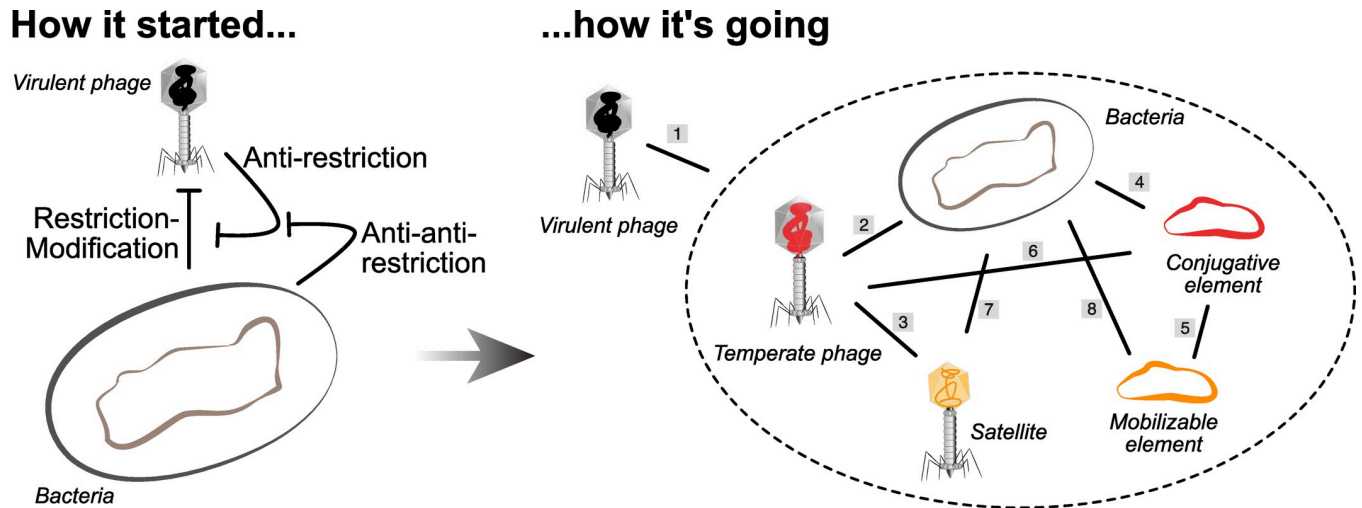 How it started...
Virulent phage
Anti-restriction
Restriction-
Modification
Anti-anti-
restriction
Bacteria
...how it's going
Virulent phage
1
Bacteria
2
4
6
Conjugative
element
Temperate phage
3
7
8
5
Satellite
Mobilizable
element